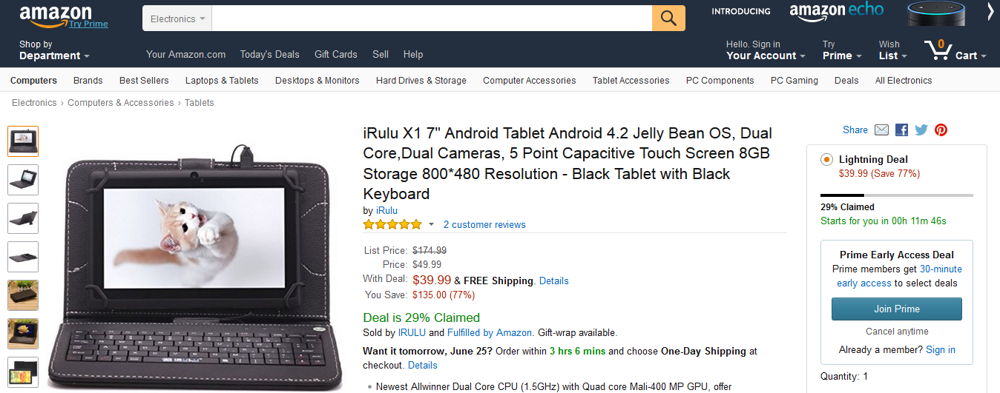 amazon
Try Prime
Electronics
INTRODUCING amazon echo
Shop by
Department
Your Amazon.com Today's Deals Gift Cards Sell Help
Hello. Sign in
Your Account
Try
Prime
Wish
List
0
Cart
Computers Brands Best Sellers Laptops & Tablets Desktops & Monitors Hard Drives & Storage Computer Accessories Tablet Accessories PC Components PC Gaming Deals All Electronics
Electronics › Computers & Accessories › Tablets
iRULU
iRulu X1 7" Android Tablet Android 4.2 Jelly Bean OS, Dual
Core,Dual Cameras, 5 Point Capacitive Touch Screen 8GB
Storage 800*480 Resolution - Black Tablet with Black
Keyboard
by iRulu
2 customer reviews
List Price: $174.99
Price: $49.99
With Deal: $39.99 & FREE Shipping. Details
You Save: $135.00 (77%)
Deal is 29% Claimed
Sold by IRULU and Fulfilled by Amazon. Gift-wrap available.
Want it tomorrow, June 25? Order within 3 hrs 6 mins and choose One-Day Shipping at
checkout. Details
• Newest Allwinner Dual Core CPU (1.5GHz) with Quad core Mali-400 MP GPU, offer
Share
Lightning Deal
$39.99 (Save 77%)
29% Claimed
Starts for you in 00h 11m 46s
Prime Early Access Deal
Prime members get 30-minute
early access to select deals
Join Prime
Cancel anytime
Already a member? Sign in
Quantity: 1